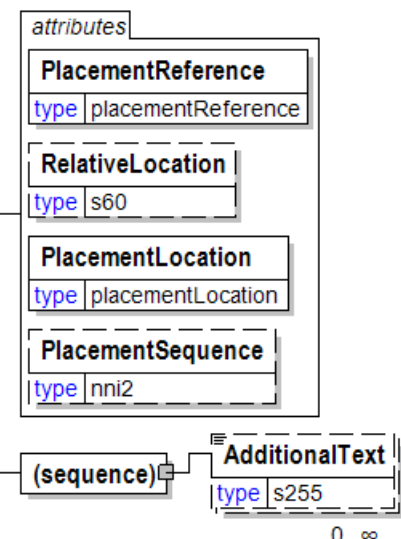 attributes
PlacementReference
type placementReference
RelativeLocation
type s60
PlacementLocation
type placementLocation
PlacementSequence
type nni2
(sequence)
AdditionalText
type s255
0..∞